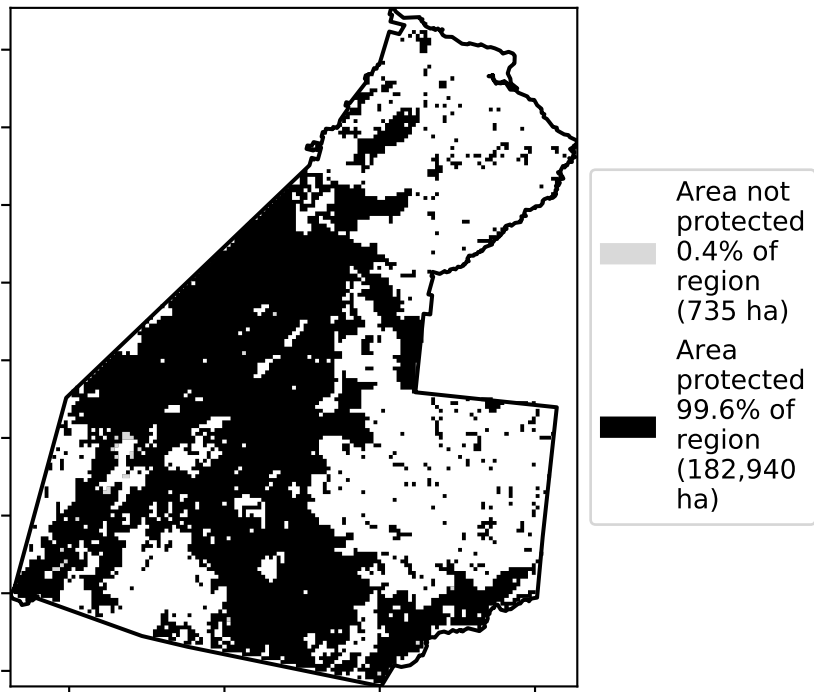 Area not
protected
0.4% of
region
(735 ha)
Area
protected
99.6% of
region
(182,940
ha)